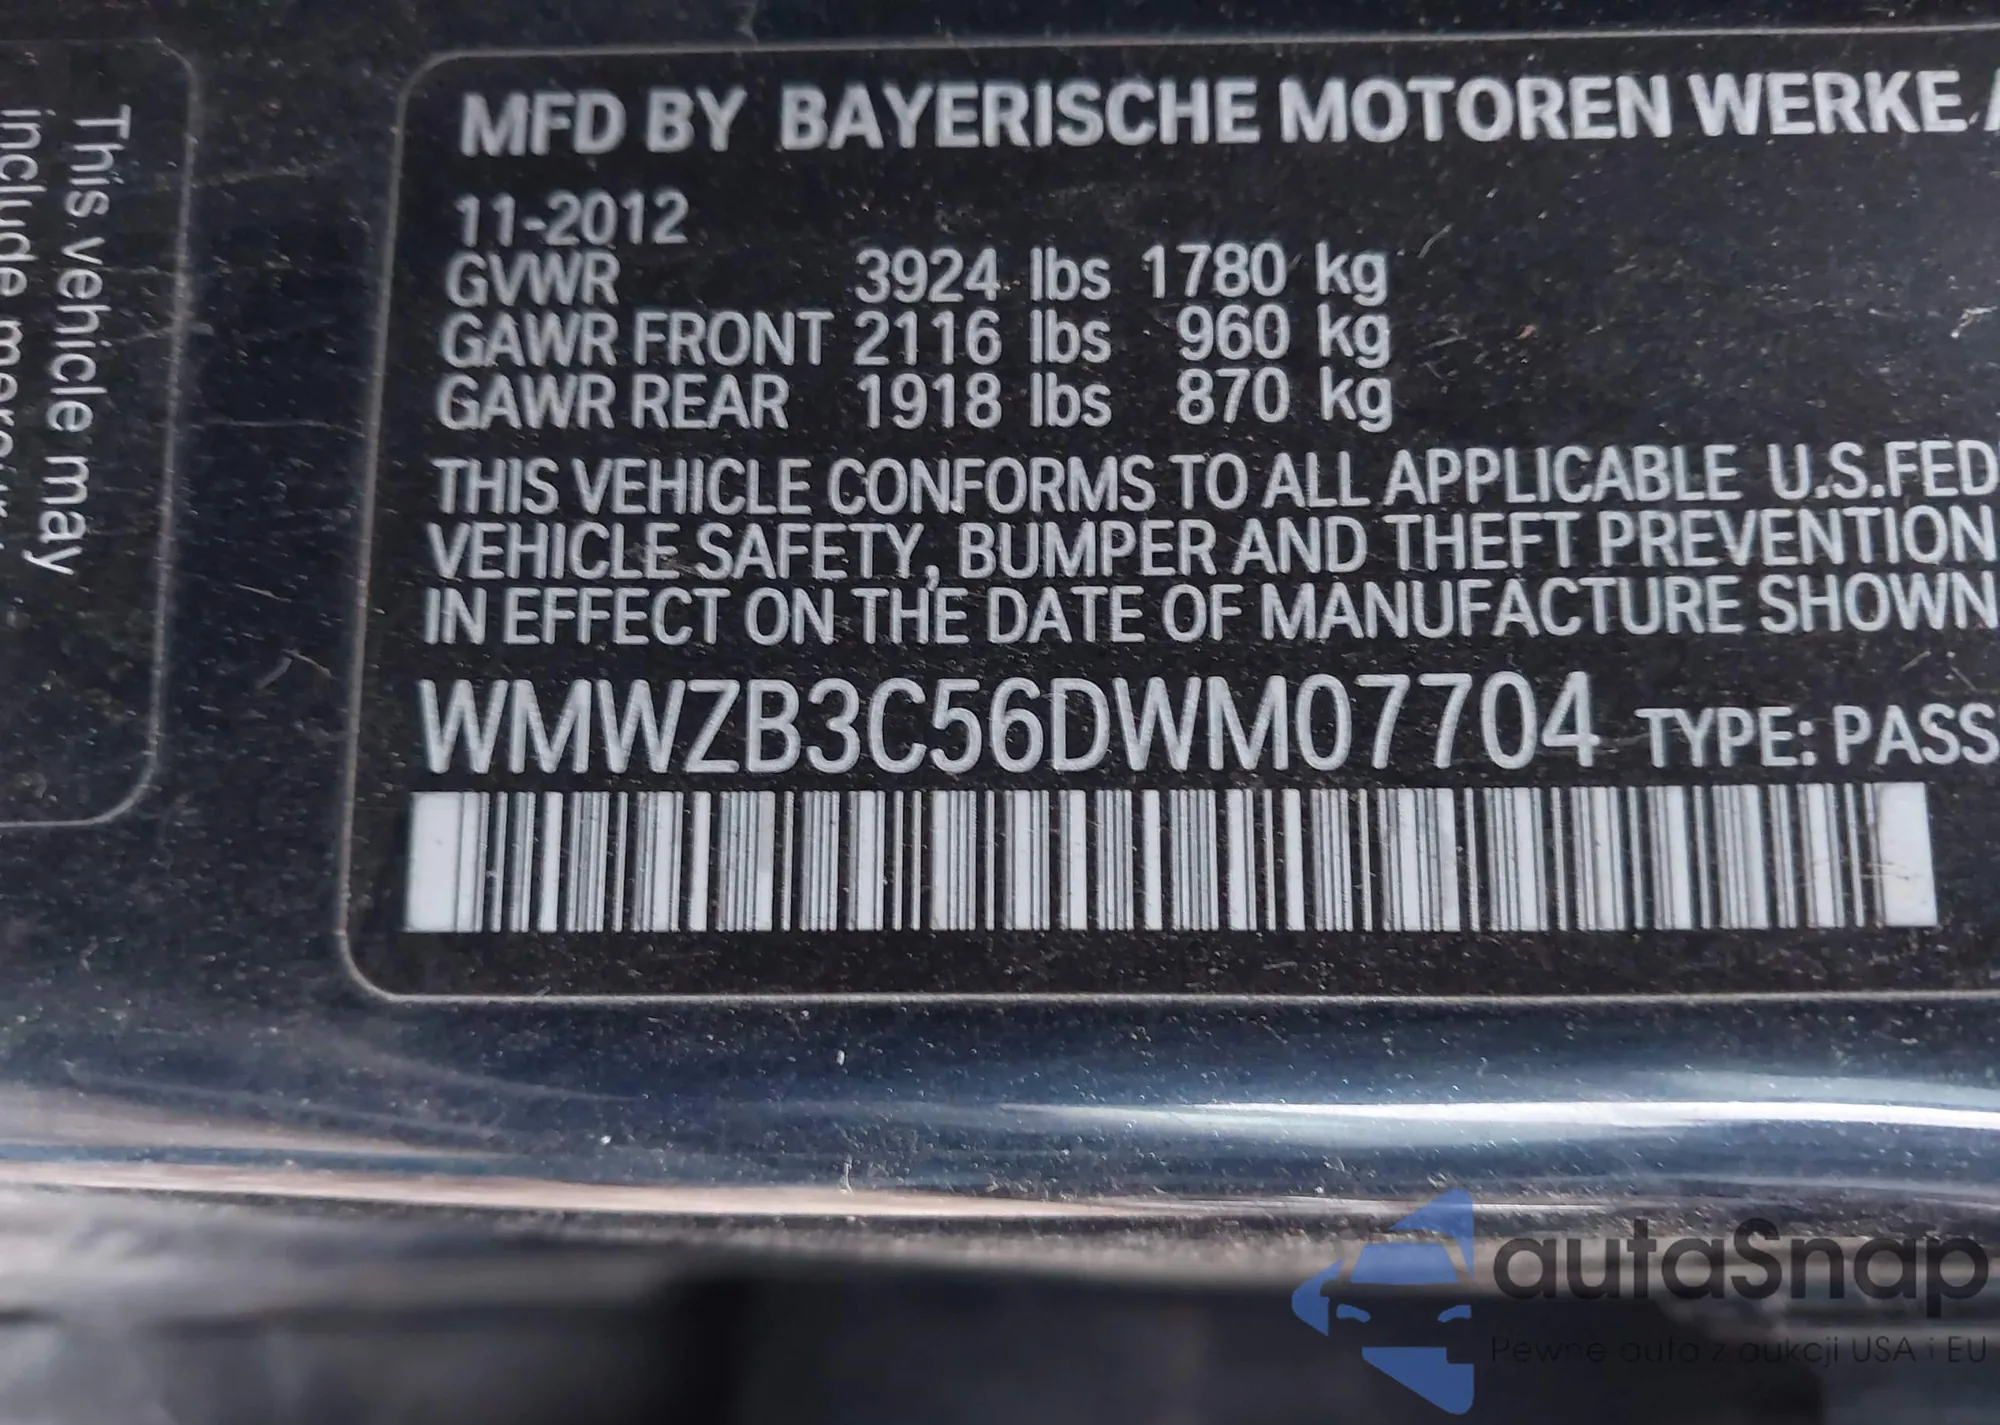 This vehicle may
include
MFD BY BAYERISCHE MOTOREN WERKE
11-2012
GVWR 3924 lbs 1780 kg
GAWR FRONT 2116 lbs 960 kg
GAWR REAR 1918 lbs 870 kg
THIS VEHICLE CONFORMS TO ALL APPLICABLE U.S.FED
VEHICLE SAFETY, BUMPER AND THEFT PREVENTION
IN EFFECT ON THE DATE OF MANUFACTURE SHOWN
WMWZB3C56DWM07704 TYPE: PASS
autaSnap
Pewne auta z aukcji USA i EU